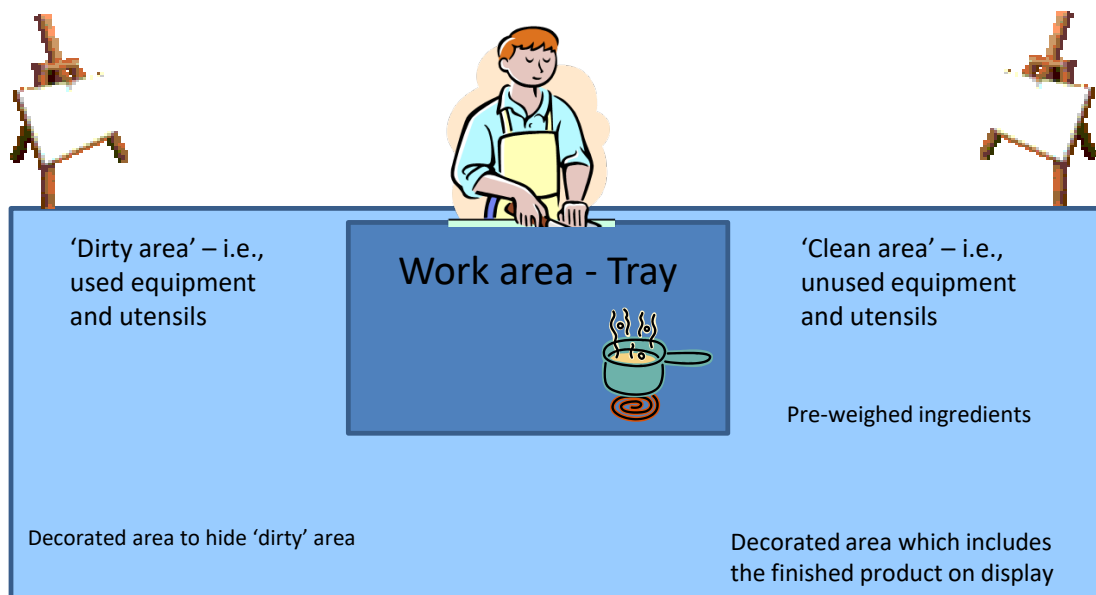 ‘Dirty area’ – i.e.,
used equipment
and utensils
Work area - Tray
‘Clean area’ – i.e.,
unused equipment
and utensils
Pre-weighed ingredients
Decorated area to hide ‘dirty’ area
Decorated area which includes
the finished product on display